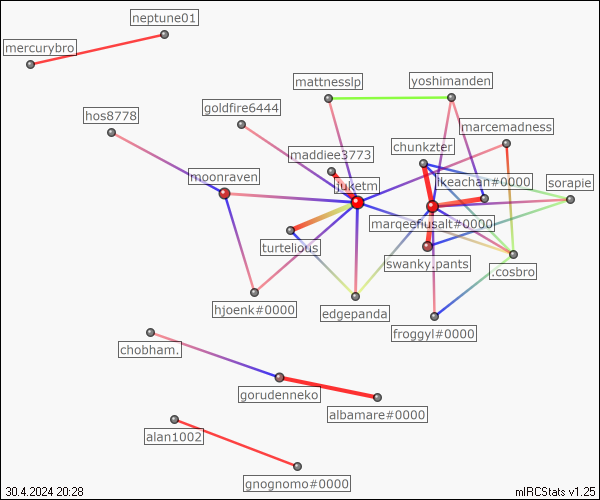 neptune01
mercurybro
mattnesslp
yoshimanden
goldfire6444
hos8778
marcemadness
chunkzter
maddiee3773
moonraven
juketm
lkeachan#0000
sorapie
marqeefiusalt#0000
turtelious
swanky.pants
.cosbro
hjoenk#0000
edgepanda
froggyl#0000
chobham.
gorudenneko
albamare#0000
alan1002
gnognomo#0000
30.4.2024 20:28
mIRCStats v1.25